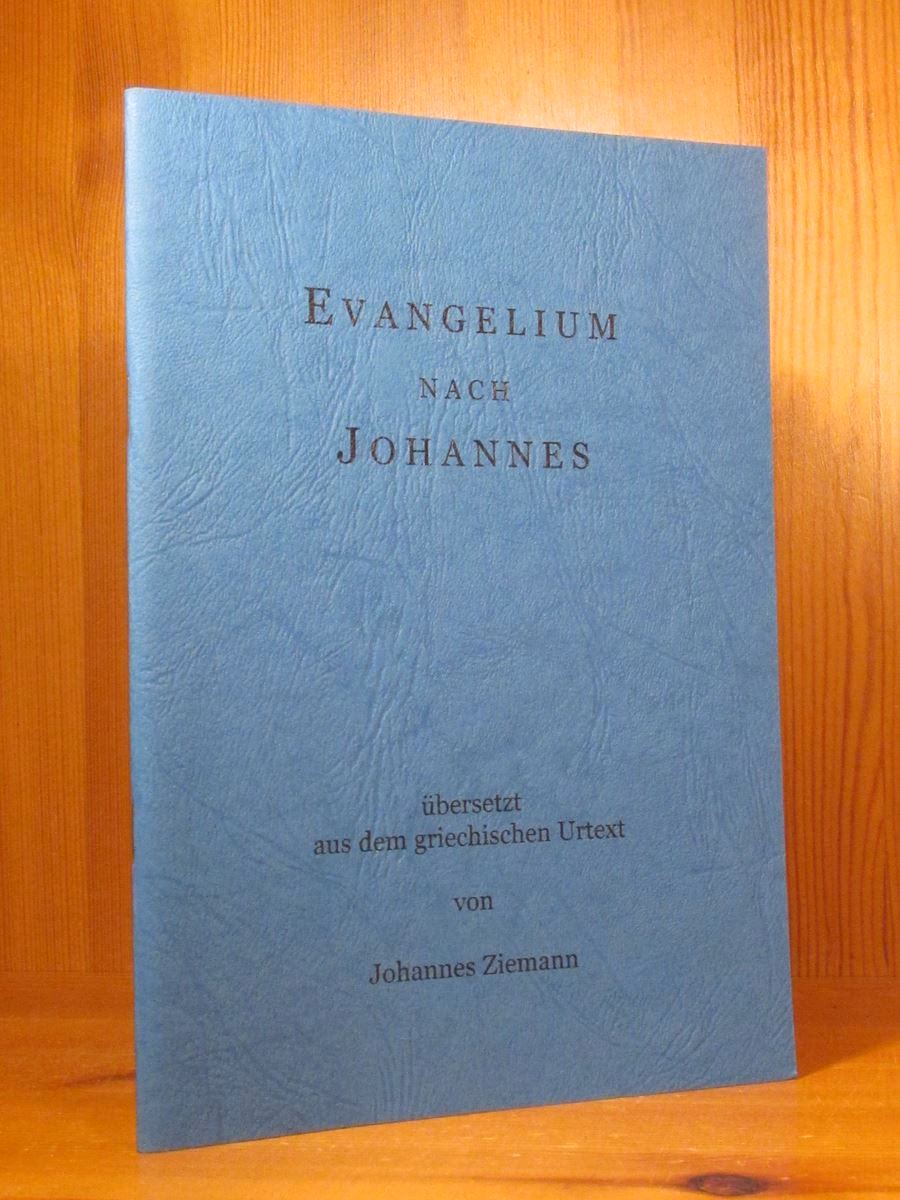 EVANGELIUM
NACH
JOHANNES
übersetzt
aus dem griechischen Urtext
von
Johannes Ziemann